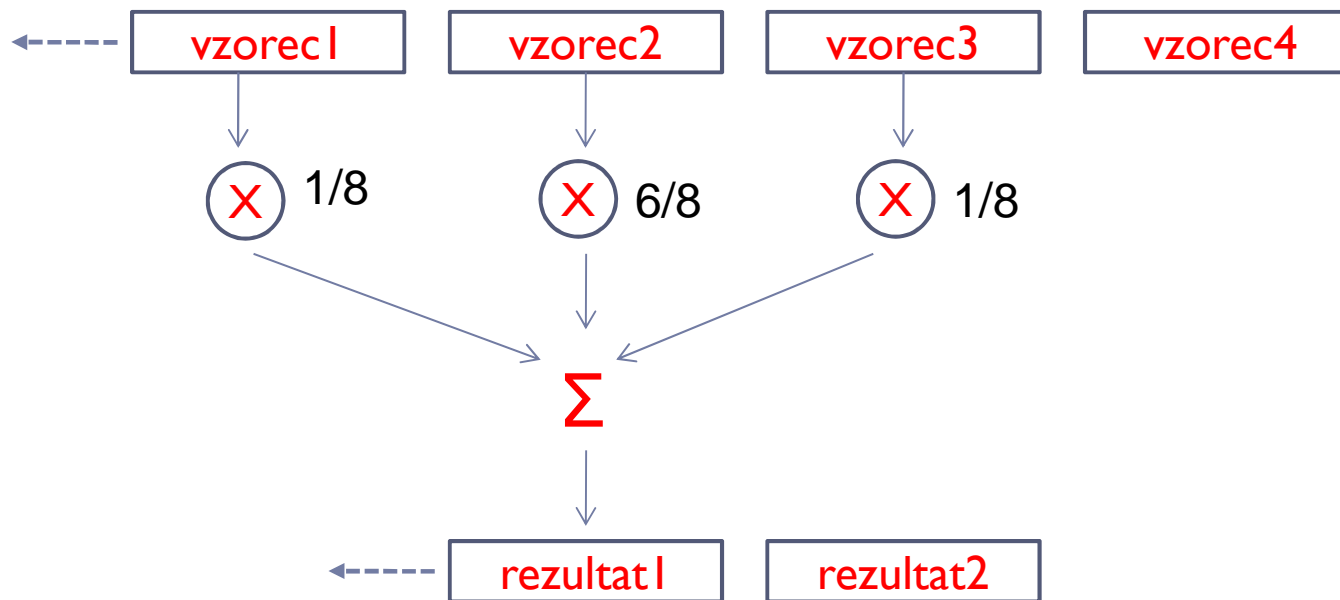 vzorec1 vzorec2 vzorec3 vzorec4
X 1/8 X 6/8 X 1/8
Σ
rezultat1 rezultat2